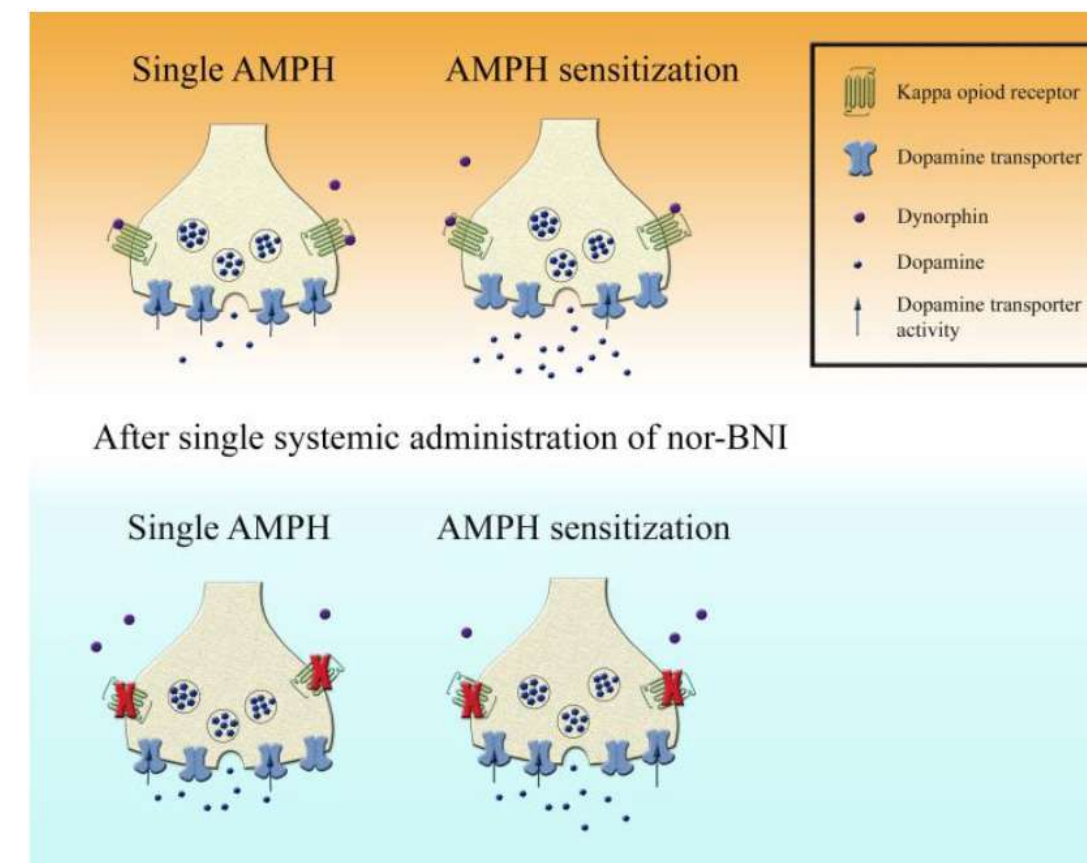 Single AMPH
AMPH sensitization
Kappa opiod receptor
Dopamine transporter
Dynorphin
Dopamine
Dopamine transporter
activity
After single systemic administration of nor-BNI
Single AMPH
AMPH sensitization